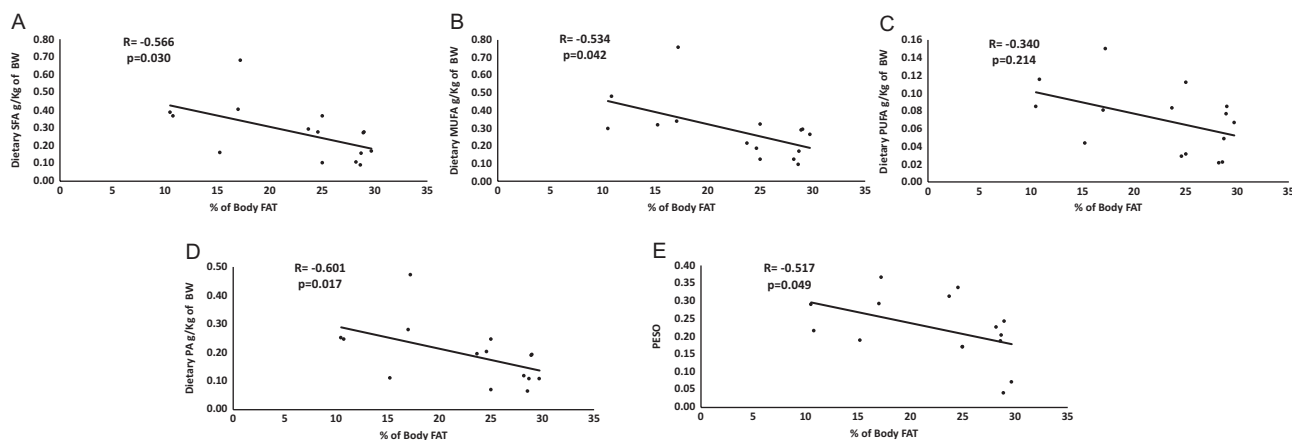 A
R= -0.566
p=0.030
Dietary SFA g/Kg of BW
0.80
0.70
0.60
0.50
0.40
0.30
0.20
0.10
0.00
0 5 10 15 20 25 30 35
% of Body FAT
B
R= -0.534
p=0.042
Dietary MUFA g/Kg of BW
0.80
0.70
0.60
0.50
0.40
0.30
0.20
0.10
0.00
0 5 10 15 20 25 30 35
% of Body FAT
C
R= -0.340
p=0.214
Dietary PUFA g/Kg of BW
0.16
0.14
0.12
0.10
0.08
0.06
0.04
0.02
0.00
0 5 10 15 20 25 30 35
% of Body FAT
D
R= -0.601
p=0.017
Dietary PA g/Kg of BW
0.50
0.40
0.30
0.20
0.10
0.00
0 5 10 15 20 25 30 35
% of Body FAT
E
R= -0.517
p=0.049
PESO
0.40
0.35
0.30
0.25
0.20
0.15
0.10
0.05
0.00
0 5 10 15 20 25 30 35
% of Body FAT